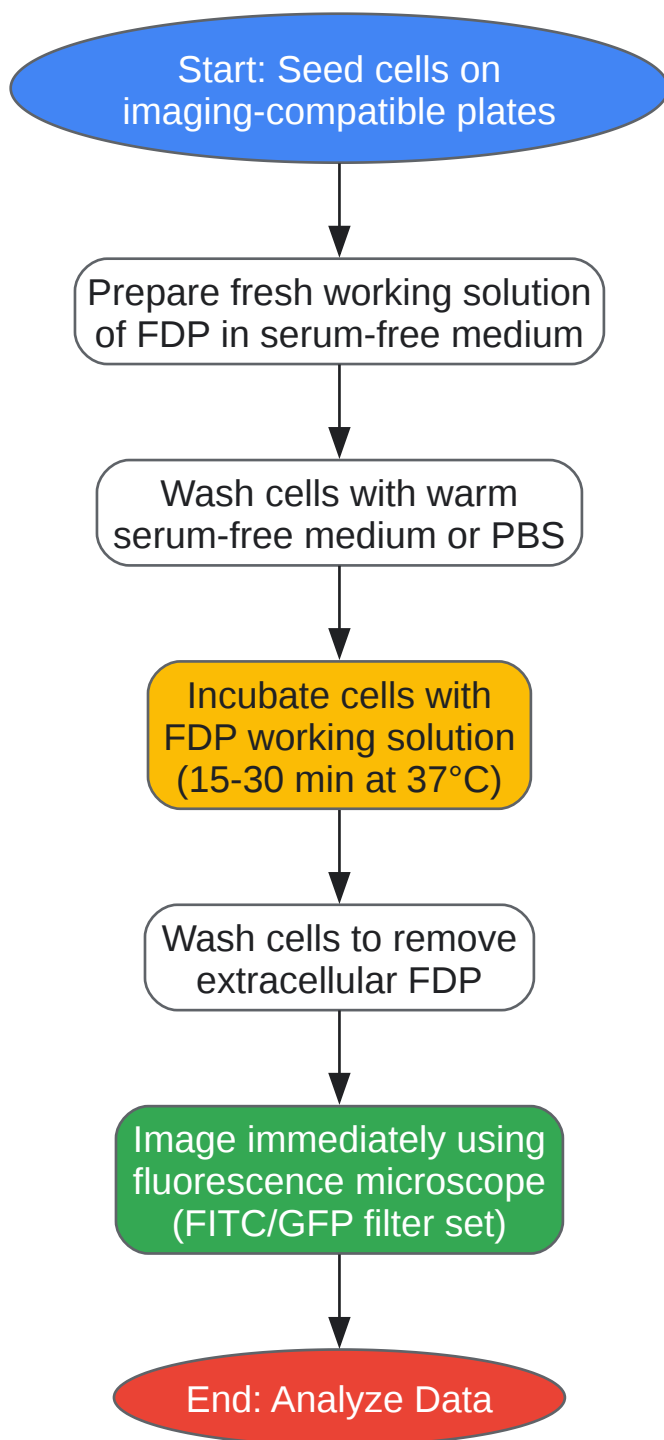 Start: Seed cells on
imaging-compatible plates
Prepare fresh working solution
of FDP in serum-free medium
Wash cells with warm
serum-free medium or PBS
Incubate cells with
FDP working solution
(15-30 min at 37°C)
Wash cells to remove
extracellular FDP
Image immediately using
fluorescence microscope
(FITC/GFP filter set)
End: Analyze Data